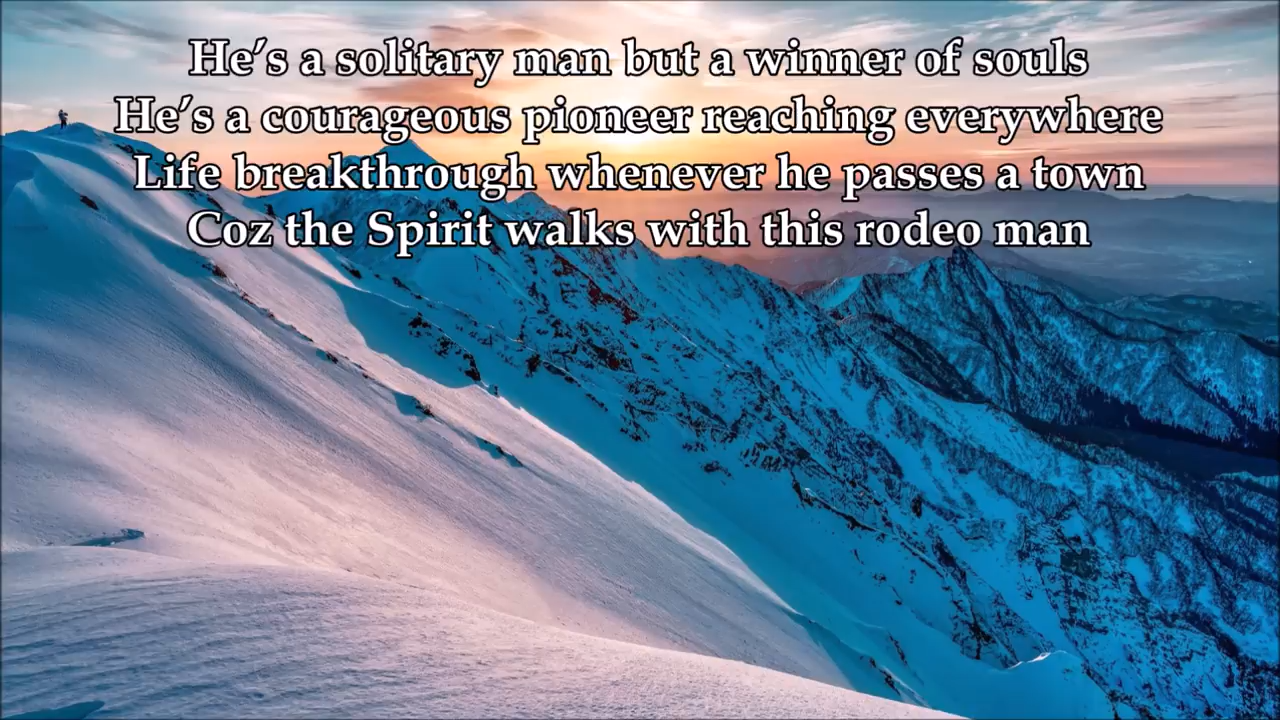 He’s a solitary man but a winner of souls
He’s a courageous pioneer reaching everywhere
Life breakthrough whenever he passes a town
Coz the Spirit walks with this rodeo man